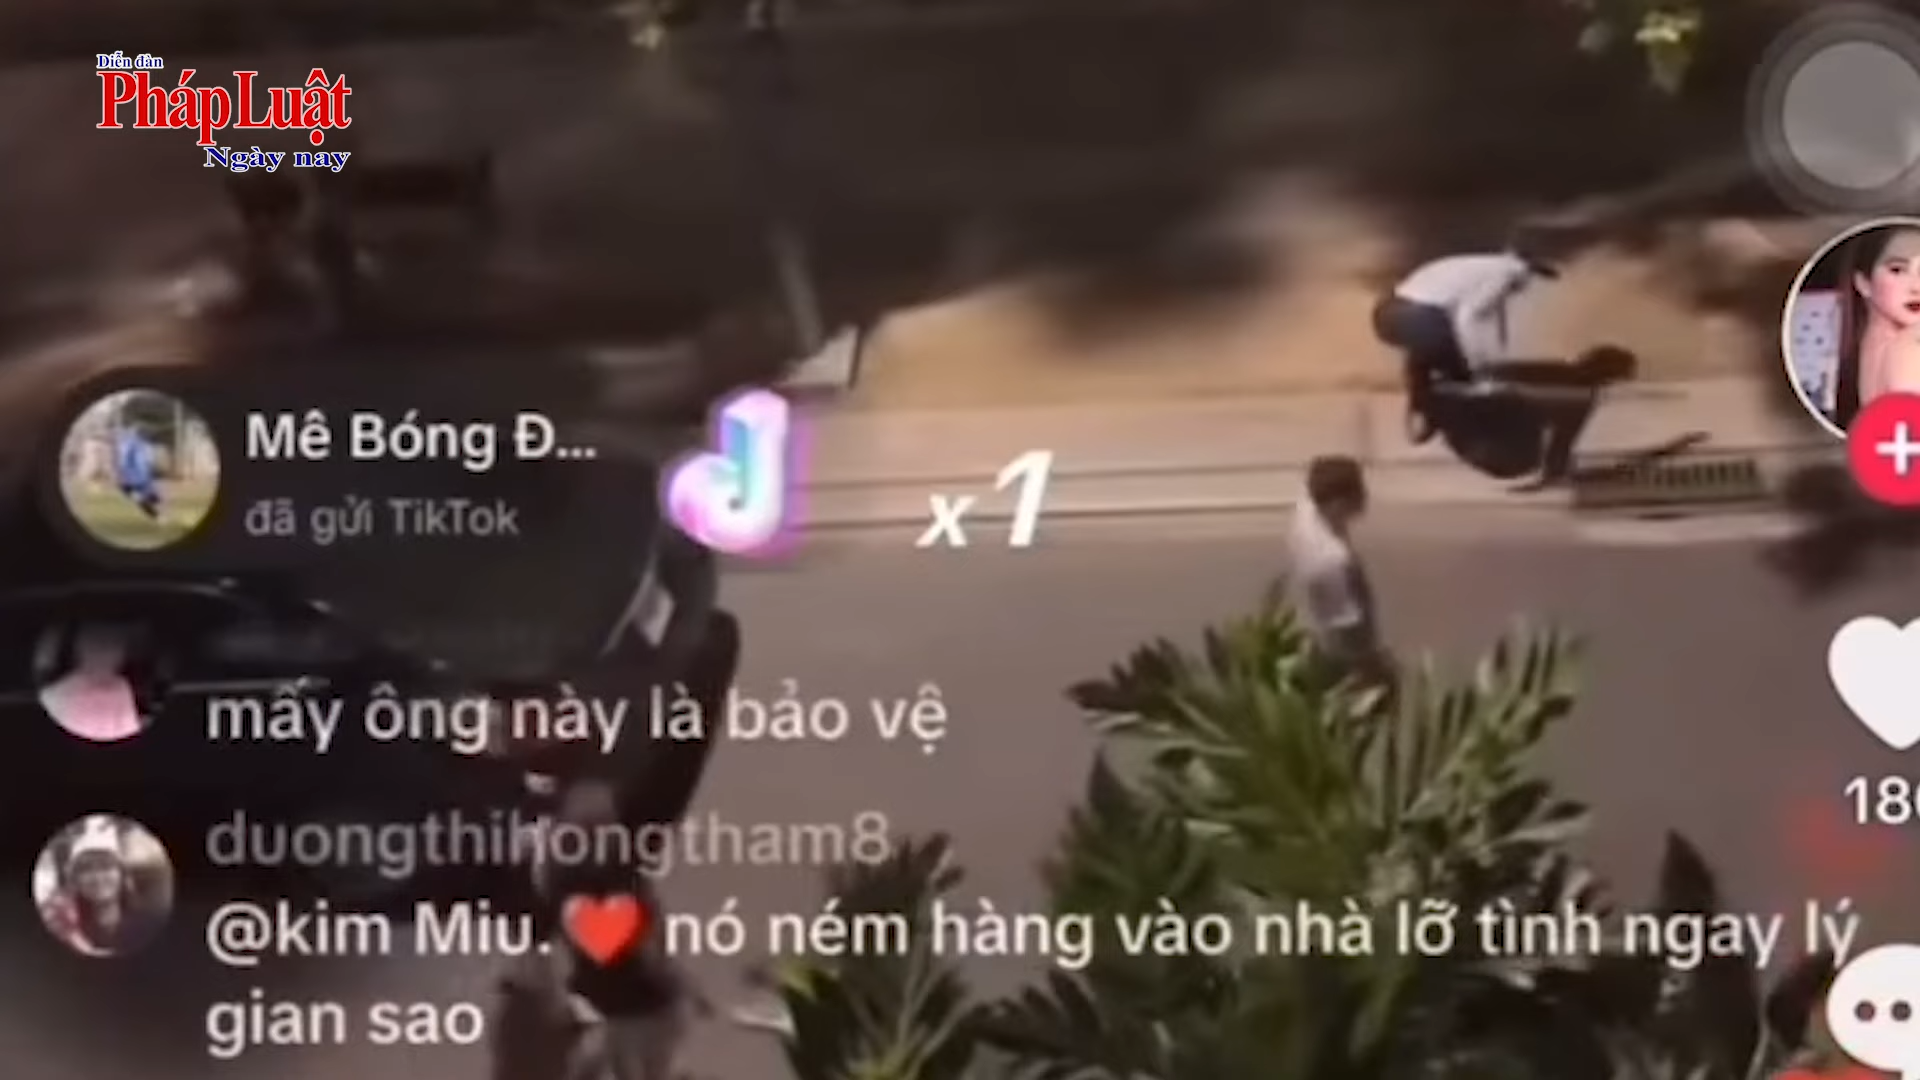 Diễn đàn
Pháp Luật
Ngày nay
Mê Bóng Đ...
đã gửi TikTok
x1
mấy ông này là bảo vệ
duongthihongtham8
@kim Miu.❤️ nó ném hàng vào nhà lỡ tình ngay lý
gian sao